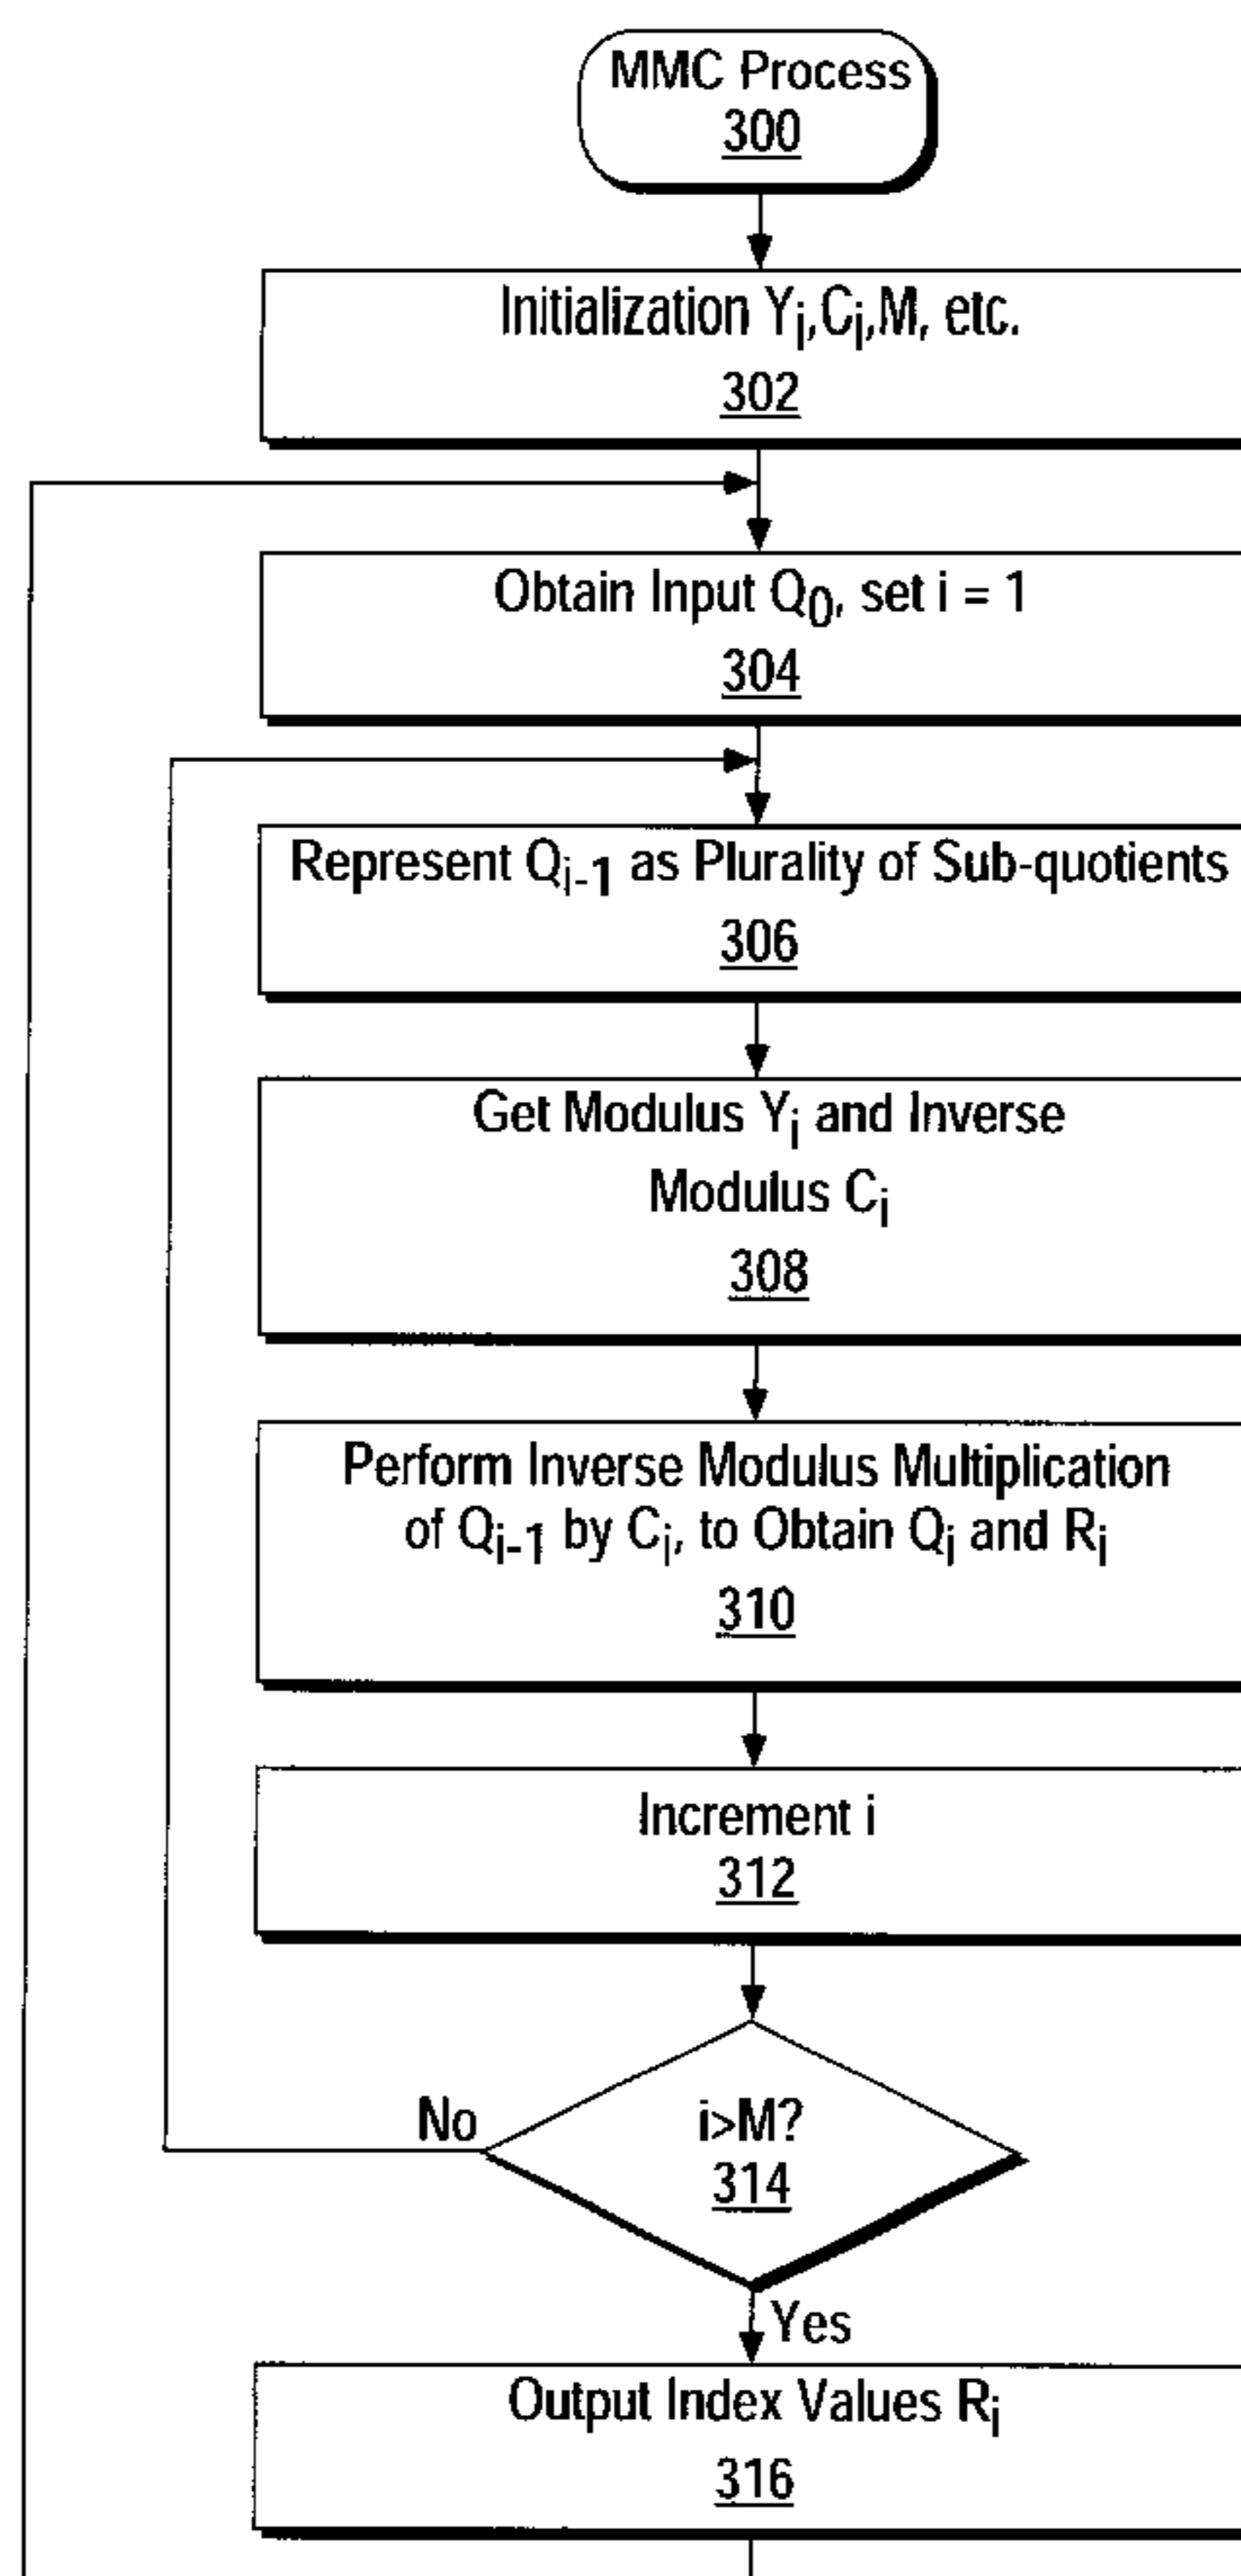 MMC Process
300
Initialization Yi,Ci,M, etc.
302
Obtain Input Q0, set i = 1
304
Represent Qi-1 as Plurality of Sub-quotients
306
Get Modulus Yi and Inverse
Modulus Ci
308
Perform Inverse Modulus Multiplication
of Qi-1 by Ci, to Obtain Qi and Ri
310
Increment i
312
No
i>M?
314
Yes
Output Index Values Ri
316